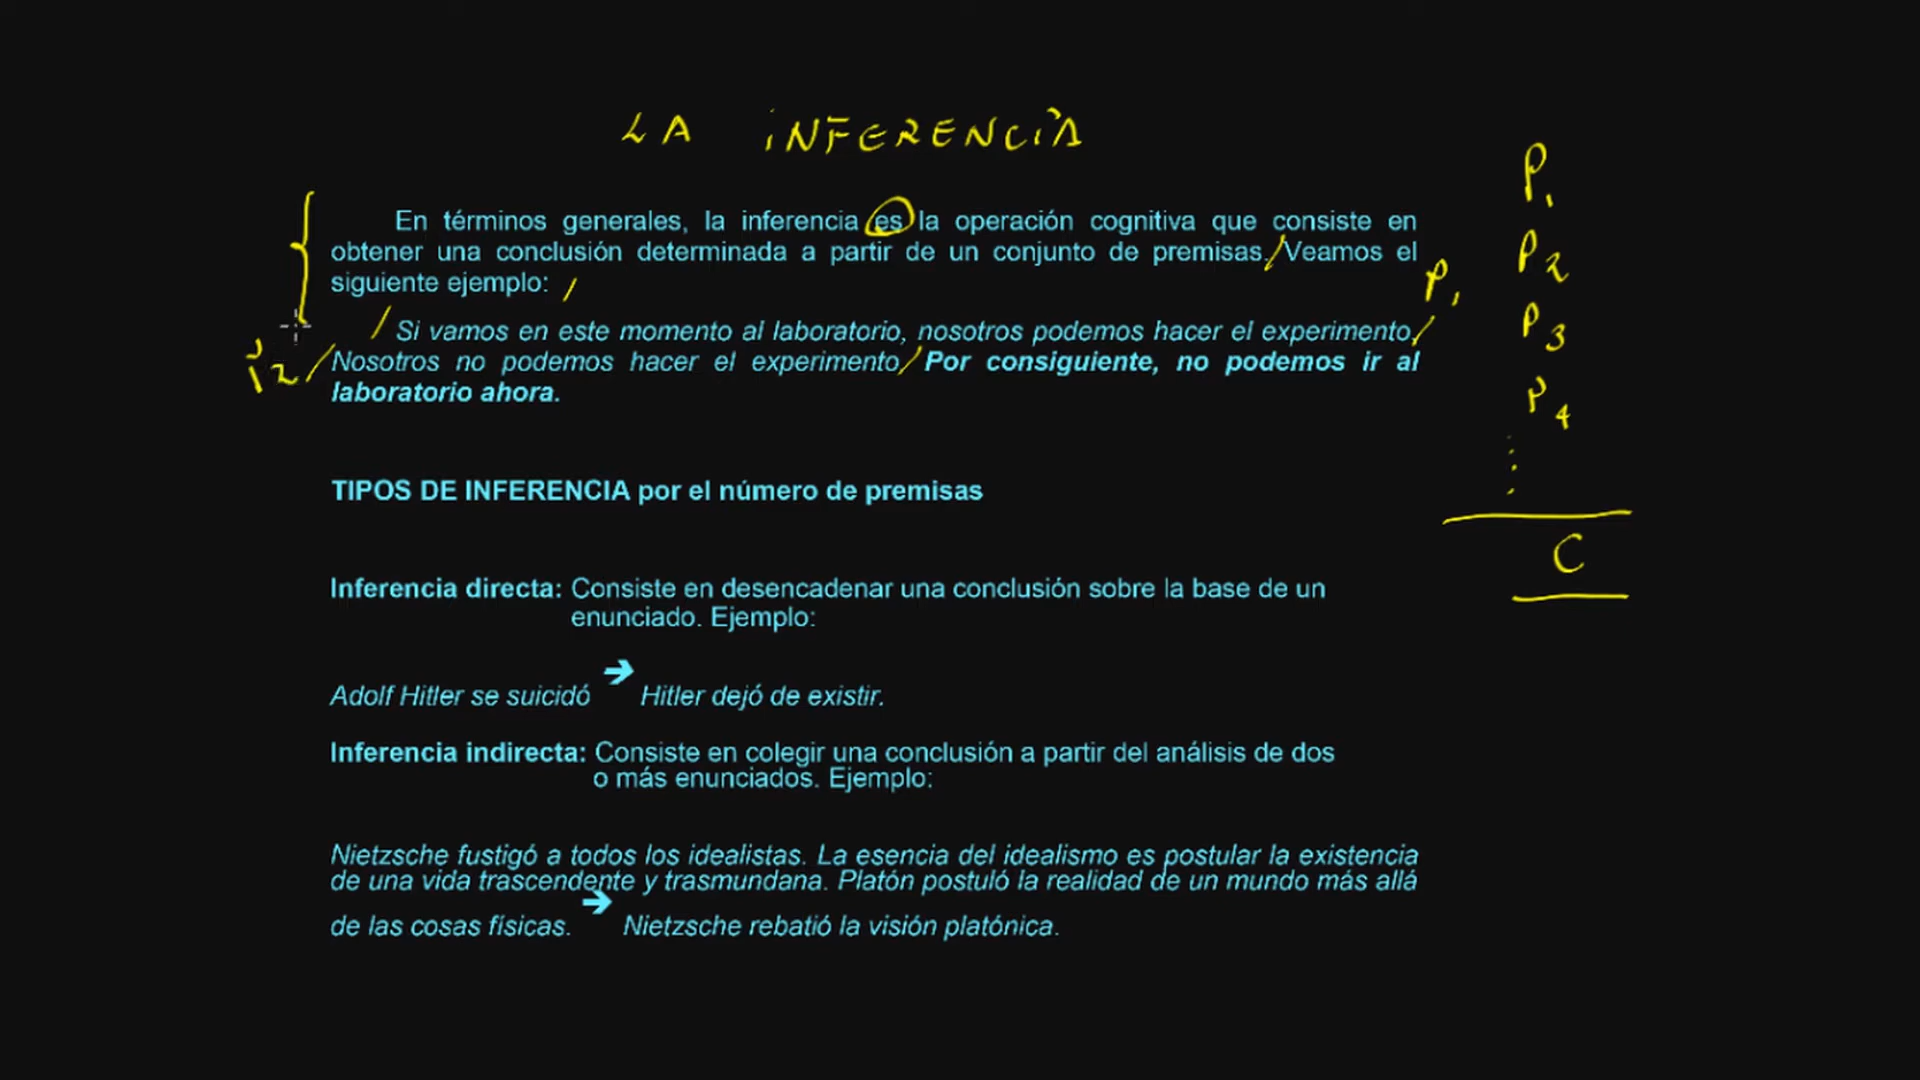 LA INFERENCIA
En términos generales, la inferencia es la operación cognitiva que consiste en
obtener una conclusión determinada a partir de un conjunto de premisas. Veamos el
siguiente ejemplo:
Si vamos en este momento al laboratorio, nosotros podemos hacer el experimento.
Nosotros no podemos hacer el experimento. Por consiguiente, no podemos ir al
laboratorio ahora.
P1
P2
P1
P2
P3
P4
⋮
C
TIPOS DE INFERENCIA por el número de premisas
Inferencia directa: Consiste en desencadenar una conclusión sobre la base de un
enunciado. Ejemplo:
Adolf Hitler se suicidó ➔ Hitler dejó de existir.
Inferencia indirecta: Consiste en colegir una conclusión a partir del análisis de dos
o más enunciados. Ejemplo:
Nietzsche fustigó a todos los idealistas. La esencia del idealismo es postular la existencia
de una vida trascendente y trasmundana. Platón postuló la realidad de un mundo más allá
de las cosas físicas. ➔ Nietzsche rebatió la visión platónica.